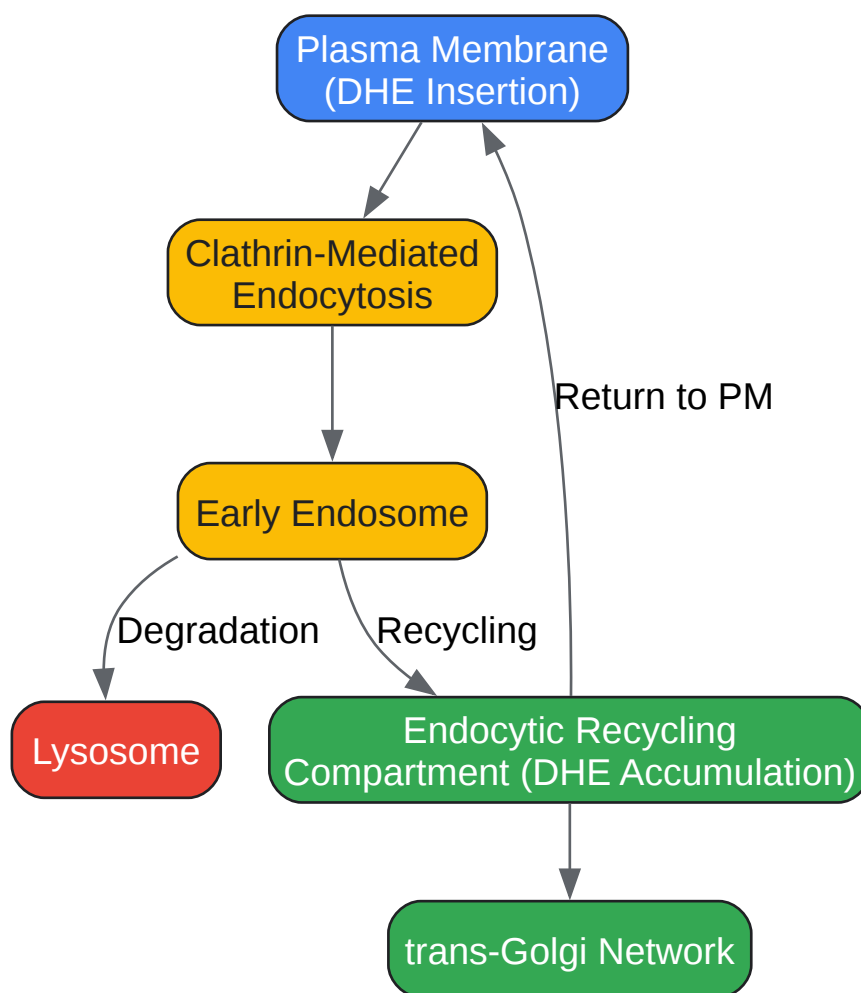 Plasma Membrane
(DHE Insertion)
Clathrin-Mediated
Endocytosis
Return to PM
Early Endosome
Degradation
Recycling
Lysosome
Endocytic Recycling
Compartment (DHE Accumulation)
trans-Golgi Network